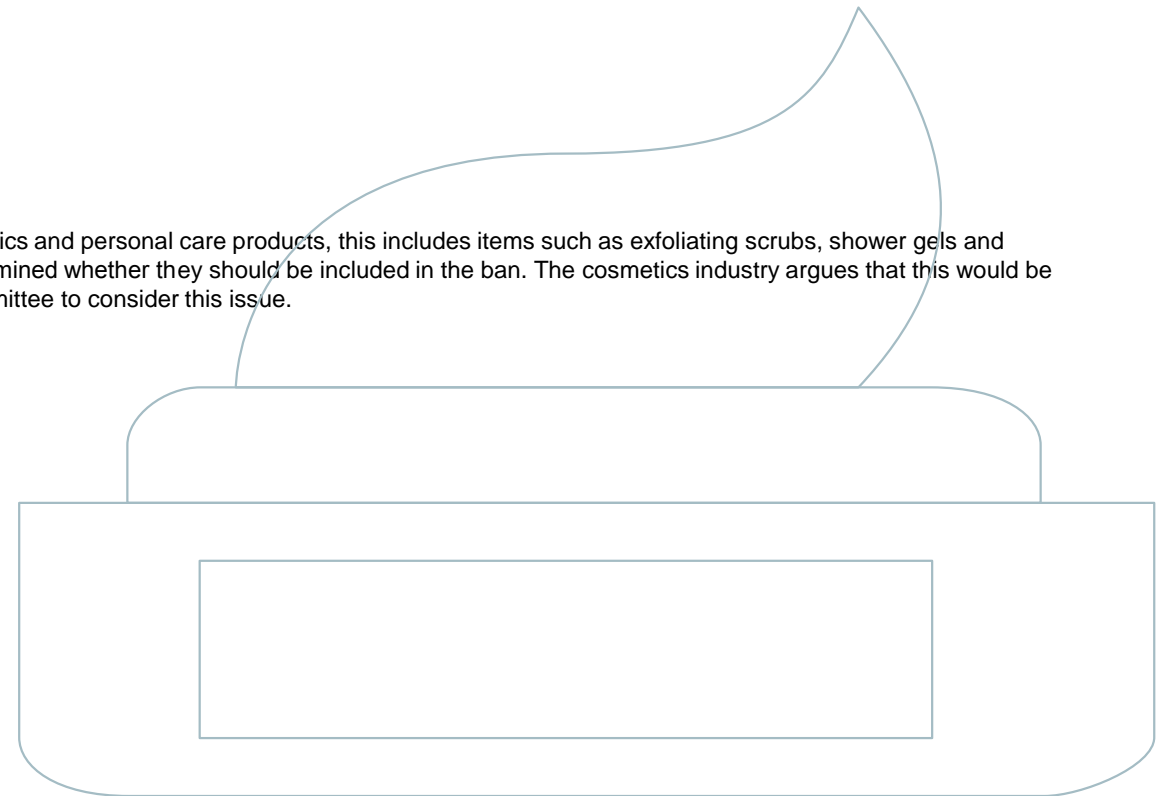 ics and personal care products, this includes items such as exfoliating scrubs, shower gels and
mined whether they should be included in the ban. The cosmetics industry argues that this would be
ittee to consider this issue.